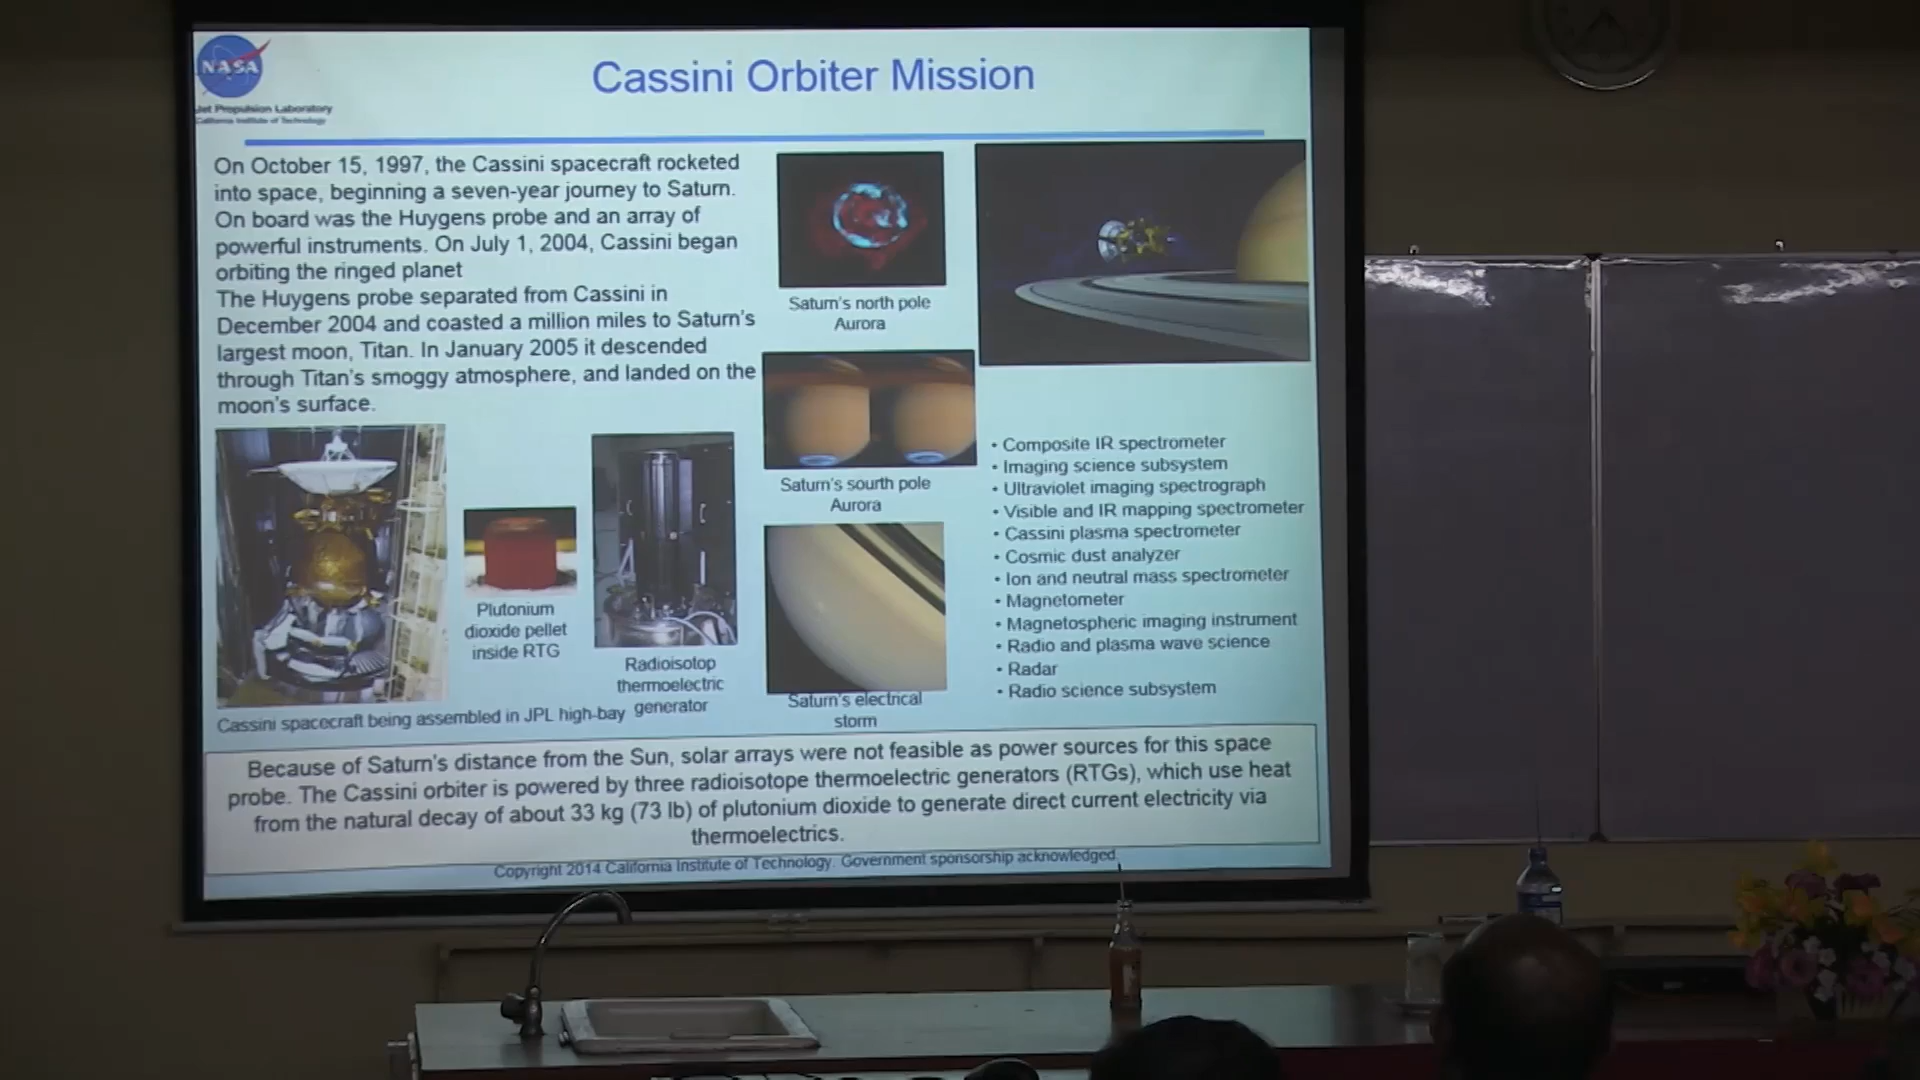 NASA
Jet Propulsion Laboratory
California Institute of Technology
Cassini Orbiter Mission
On October 15, 1997, the Cassini spacecraft rocketed
into space, beginning a seven-year journey to Saturn.
On board was the Huygens probe and an array of
powerful instruments. On July 1, 2004, Cassini began
orbiting the ringed planet
The Huygens probe separated from Cassini in
December 2004 and coasted a million miles to Saturn's
largest moon, Titan. In January 2005 it descended
through Titan's smoggy atmosphere, and landed on the
moon's surface.
Saturn's north pole
Aurora
Saturn's sourth pole
Aurora
Saturn's electrical
storm
Plutonium
dioxide pellet
inside RTG
Radioisotop
thermoelectric
generator
Cassini spacecraft being assembled in JPL high-bay
• Composite IR spectrometer
• Imaging science subsystem
• Ultraviolet imaging spectrograph
• Visible and IR mapping spectrometer
• Cassini plasma spectrometer
• Cosmic dust analyzer
• Ion and neutral mass spectrometer
• Magnetometer
• Magnetospheric imaging instrument
• Radio and plasma wave science
• Radar
• Radio science subsystem
Because of Saturn's distance from the Sun, solar arrays were not feasible as power sources for this space
probe. The Cassini orbiter is powered by three radioisotope thermoelectric generators (RTGs), which use heat
from the natural decay of about 33 kg (73 lb) of plutonium dioxide to generate direct current electricity via
thermoelectrics.
Copyright 2014 California Institute of Technology. Government sponsorship acknowledged.